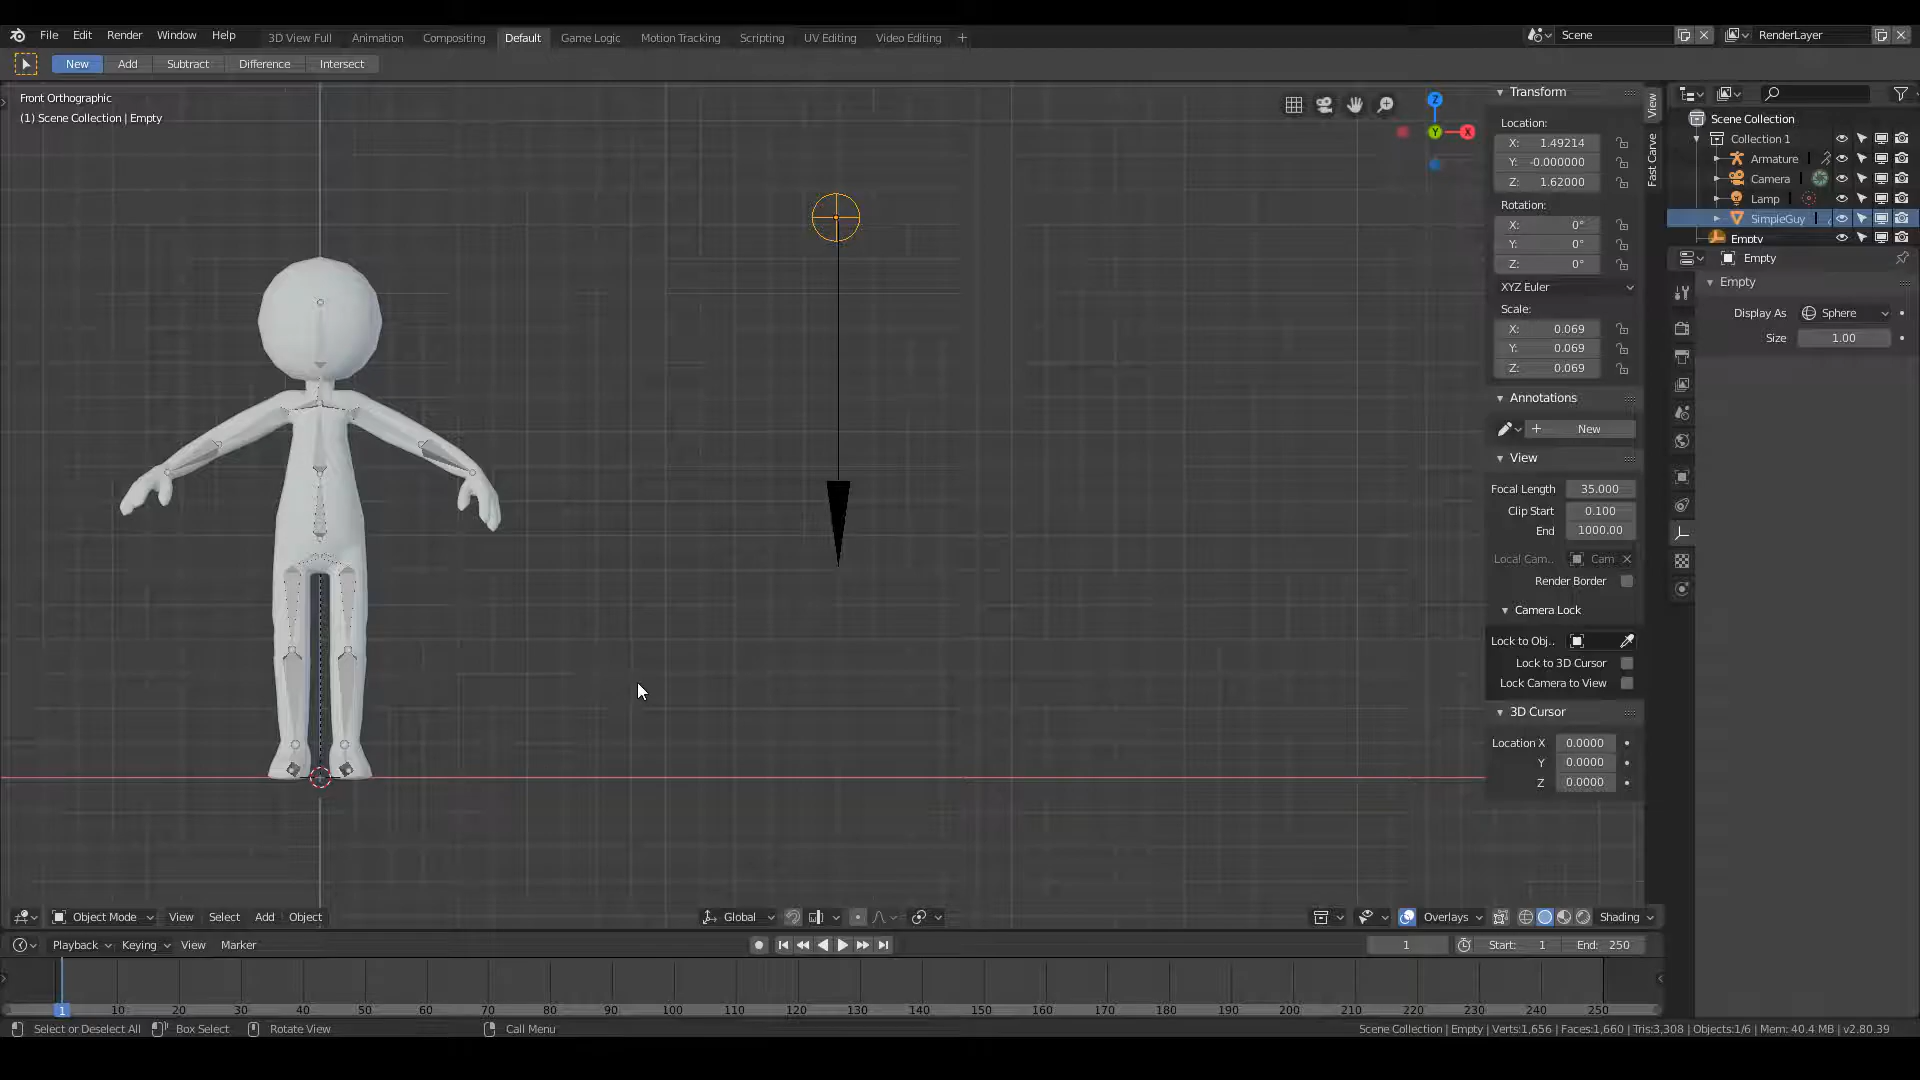 File Edit Render Window Help
3D View Full Animation Compositing Default Game Logic Motion Tracking Scripting UV Editing Video Editing +
Scene
RenderLayer
New Add Subtract Difference Intersect
Front Orthographic
(1) Scene Collection | Empty
Z
Y
X
Transform
Location:
X: 1.49214
Y: -0.000000
Z: 1.62000
Rotation:
X: 0°
Y: 0°
Z: 0°
XYZ Euler
Scale:
X: 0.069
Y: 0.069
Z: 0.069
Annotations
+ New
View
Focal Length 35.000
Clip Start 0.100
End 1000.00
Local Cam.. Cam
Render Border
Camera Lock
Lock to Obj..
Lock to 3D Cursor
Lock Camera to View
3D Cursor
Location X 0.0000
Y 0.0000
Z 0.0000
View
Fast Carve
Scene Collection
Collection 1
Armature
Camera
Lamp
SimpleGuy
Empty
Empty
Empty
Display As Sphere
Size 1.00
Object Mode View Select Add Object
Global
Overlays
Shading
Playback Keying View Marker
1
Start: 1
End: 250
1 10 20 30 40 50 60 70 80 90 100 110 120 130 140 150 160 170 180 190 200 210 220 230 240 250
Select or Deselect All Box Select Rotate View Call Menu
Scene Collection | Empty | Verts:1,656 | Faces:1,660 | Tris:3,308 | Objects:1/6 | Mem: 40.4 MB | v2.80.39